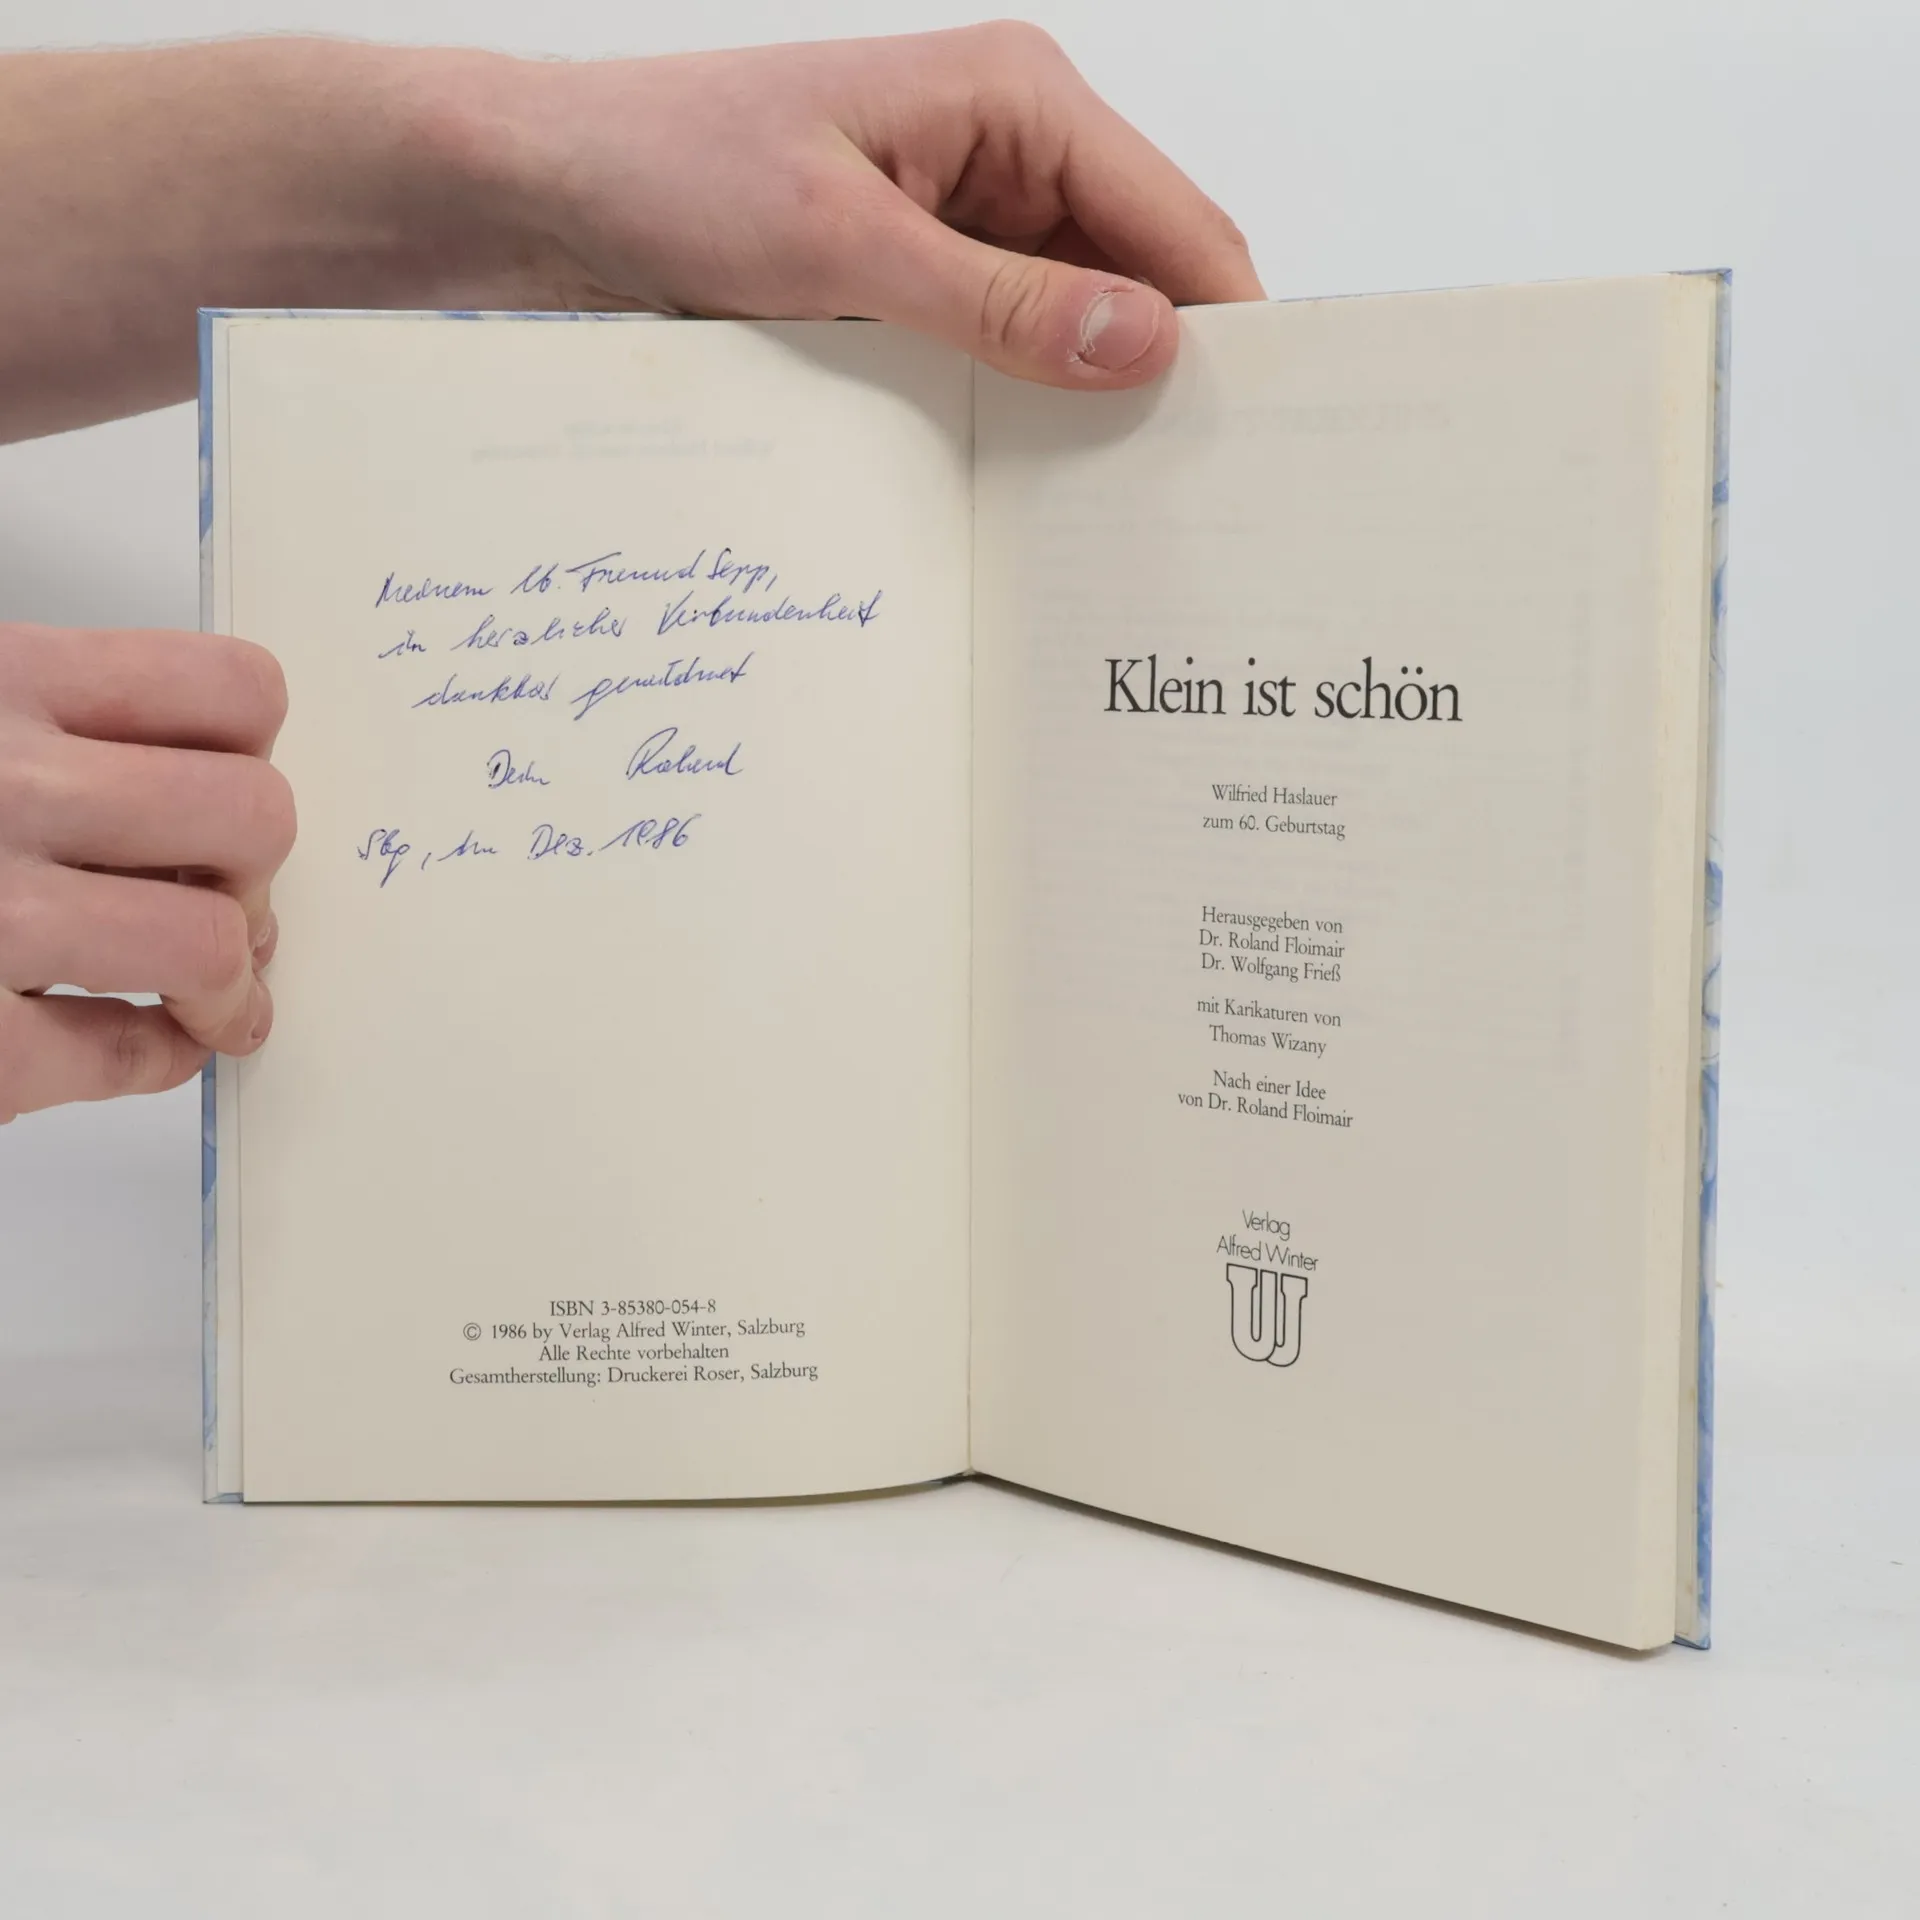 Meinem lb. Freund Sepp,
in herzlicher Verbundenheit
dankbar gewidmet
Dein Roland
Sbg, im Dez. 1986
ISBN 3-85380-054-8
© 1986 by Verlag Alfred Winter, Salzburg
Alle Rechte vorbehalten
Gesamtherstellung: Druckerei Roser, Salzburg
Klein ist schön
Wilfried Haslauer
zum 60. Geburtstag
Herausgegeben von
Dr. Roland Floimair
Dr. Wolfgang Frieß
mit Karikaturen von
Thomas Wizany
Nach einer Idee
von Dr. Roland Floimair
Verlag
Alfred Winter